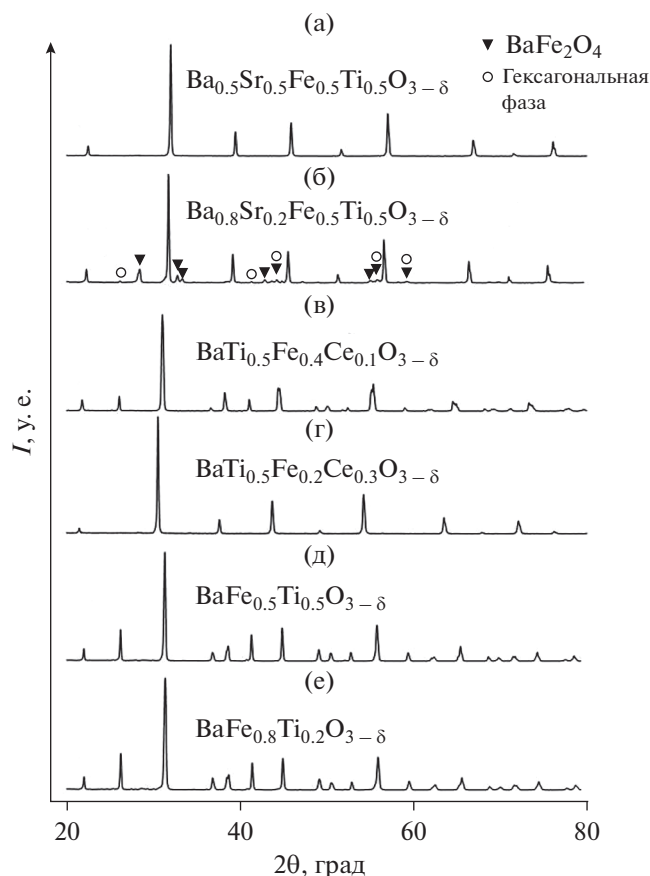 (а)
▼ BaFe₂O₄
○ Гексагональная
фаза
Ba₀.₅Sr₀.₅Fe₀.₅Ti₀.₅O₃ ₋ δ
(б)
Ba₀.₈Sr₀.₂Fe₀.₅Ti₀.₅O₃ ₋ δ
(в)
BaTi₀.₅Fe₀.₄Ce₀.₁O₃ ₋ δ
(г)
BaTi₀.₅Fe₀.₂Ce₀.₃O₃ ₋ δ
(д)
BaFe₀.₅Ti₀.₅O₃ ₋ δ
(е)
BaFe₀.₈Ti₀.₂O₃ ₋ δ
I, у. е.
20 40 60 80
2θ, град